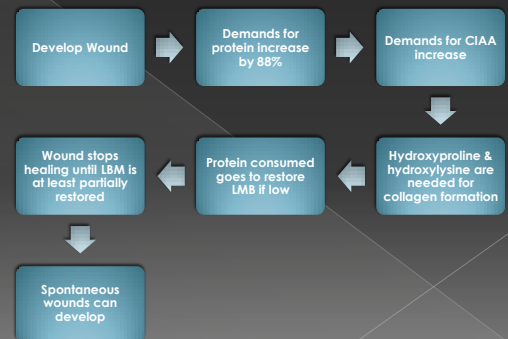 Develop Wound
Demands for
protein increase
by 88%
Demands for CIAA
increase
Hydroxyproline &
hydroxylysine are
needed for
collagen formation
Protein consumed
goes to restore
LMB if low
Wound stops
healing until LBM is
at least partially
restored
Spontaneous
wounds can
develop